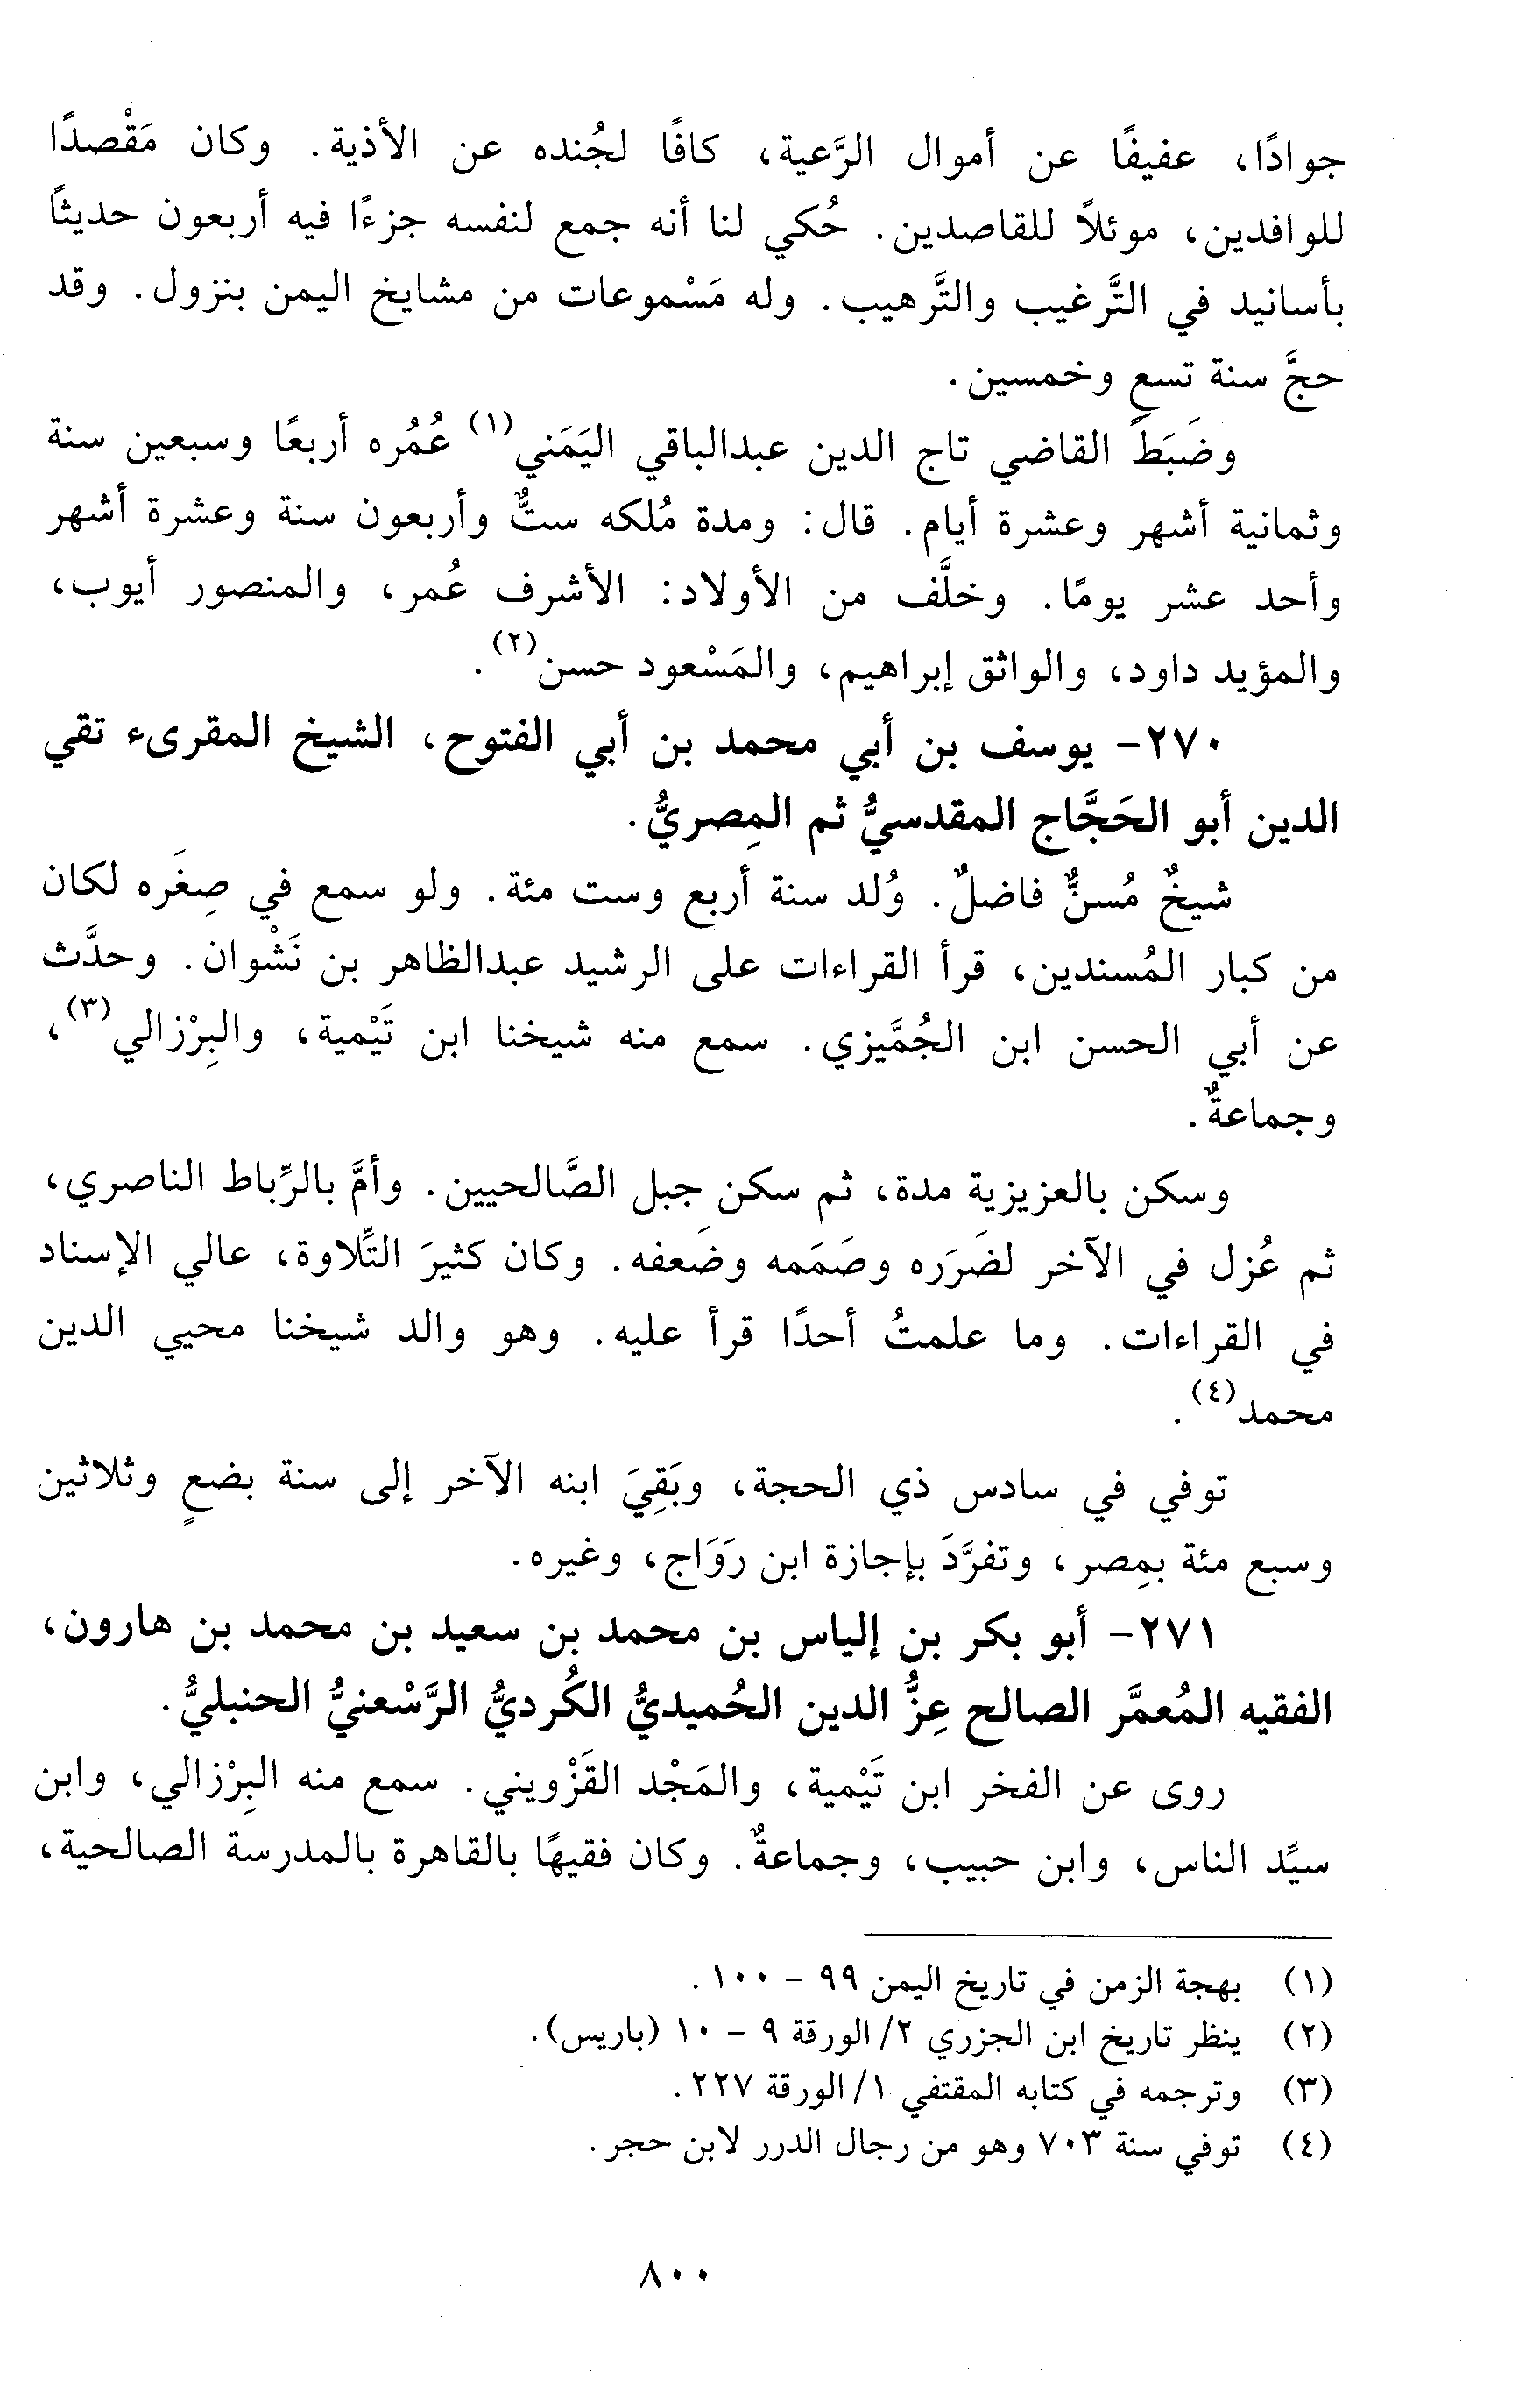 جوادًا، عفيفًا عن أموال الرَّعية، كافًا لجُنده عن الأذية. وكان مَقْصدًا
للوافدين، موئلاً للقاصدين. حُكي لنا أنه جمع لنفسه جزءًا فيه أربعون حديثًا
بأسانيد في التَّرغيب والتَّرهيب. وله مَسْموعات من مشايخ اليمن بنزول. وقد
حجَّ سنة تسعٍ وخمسين.
وضَبَطَ القاضي تاج الدين عبدالباقي اليَمَني(١) عُمُره أربعًا وسبعين سنة
وثمانية أشهر وعشرة أيام. قال: ومدة مُلكه ستٌّ وأربعون سنة وعشرة أشهر
وأحد عشر يومًا. وخلَّف من الأولاد: الأشرف عُمر، والمنصور أيوب،
والمؤيد داود، والواثق إبراهيم، والمَسْعود حسن(٢).
٢٧٠- يوسف بن أبي محمد بن أبي الفتوح، الشيخ المقرىء تقي
الدين أبو الحَجَّاج المقدسيُّ ثم المِصريُّ.
شيخٌ مُسنٌّ فاضلٌ. وُلد سنة أربع وست مئة. ولو سمع في صِغَره لكان
من كبار المُسندين، قرأ القراءات على الرشيد عبدالظاهر بن نَشْوان. وحدَّث
عن أبي الحسن ابن الجُمَّيزي. سمع منه شيخنا ابن تَيْمية، والبِرْزالي(٣)،
وجماعةٌ.
وسكن بالعزيزية مدة، ثم سكن جبل الصَّالحيين. وأمَّ بالرِّباط الناصري،
ثم عُزل في الآخر لضَرَره وصَمَمه وضَعفه. وكان كثيرَ التِّلاوة، عالي الإسناد
في القراءات. وما علمتُ أحدًا قرأ عليه. وهو والد شيخنا محيي الدين
محمد(٤).
توفي في سادس ذي الحجة، وبَقِيَ ابنه الآخر إلى سنة بضعٍ وثلاثين
وسبع مئة بمِصر، وتفرَّدَ بإجازة ابن رَوَاج، وغيره.
٢٧١- أبو بكر بن إلياس بن محمد بن سعيد بن محمد بن هارون،
الفقيه المُعمَّر الصالح عِزُّ الدين الحُميديُّ الكُرديُّ الرَّسْعنيُّ الحنبليُّ.
روى عن الفخر ابن تَيْمية، والمَجْد القَزْويني. سمع منه البِرْزالي، وابن
سيِّد الناس، وابن حبيب، وجماعةٌ. وكان فقيهًا بالقاهرة بالمدرسة الصالحية،
(١) بهجة الزمن في تاريخ اليمن ٩٩ - ١٠٠.
(٢) ينظر تاريخ ابن الجزري ٢/ الورقة ٩ - ١٠ (باريس).
(٣) وترجمه في كتابه المقتفي ١/ الورقة ٢٢٧.
(٤) توفي سنة ٧٠٣ وهو من رجال الدرر لابن حجر.
٨٠٠